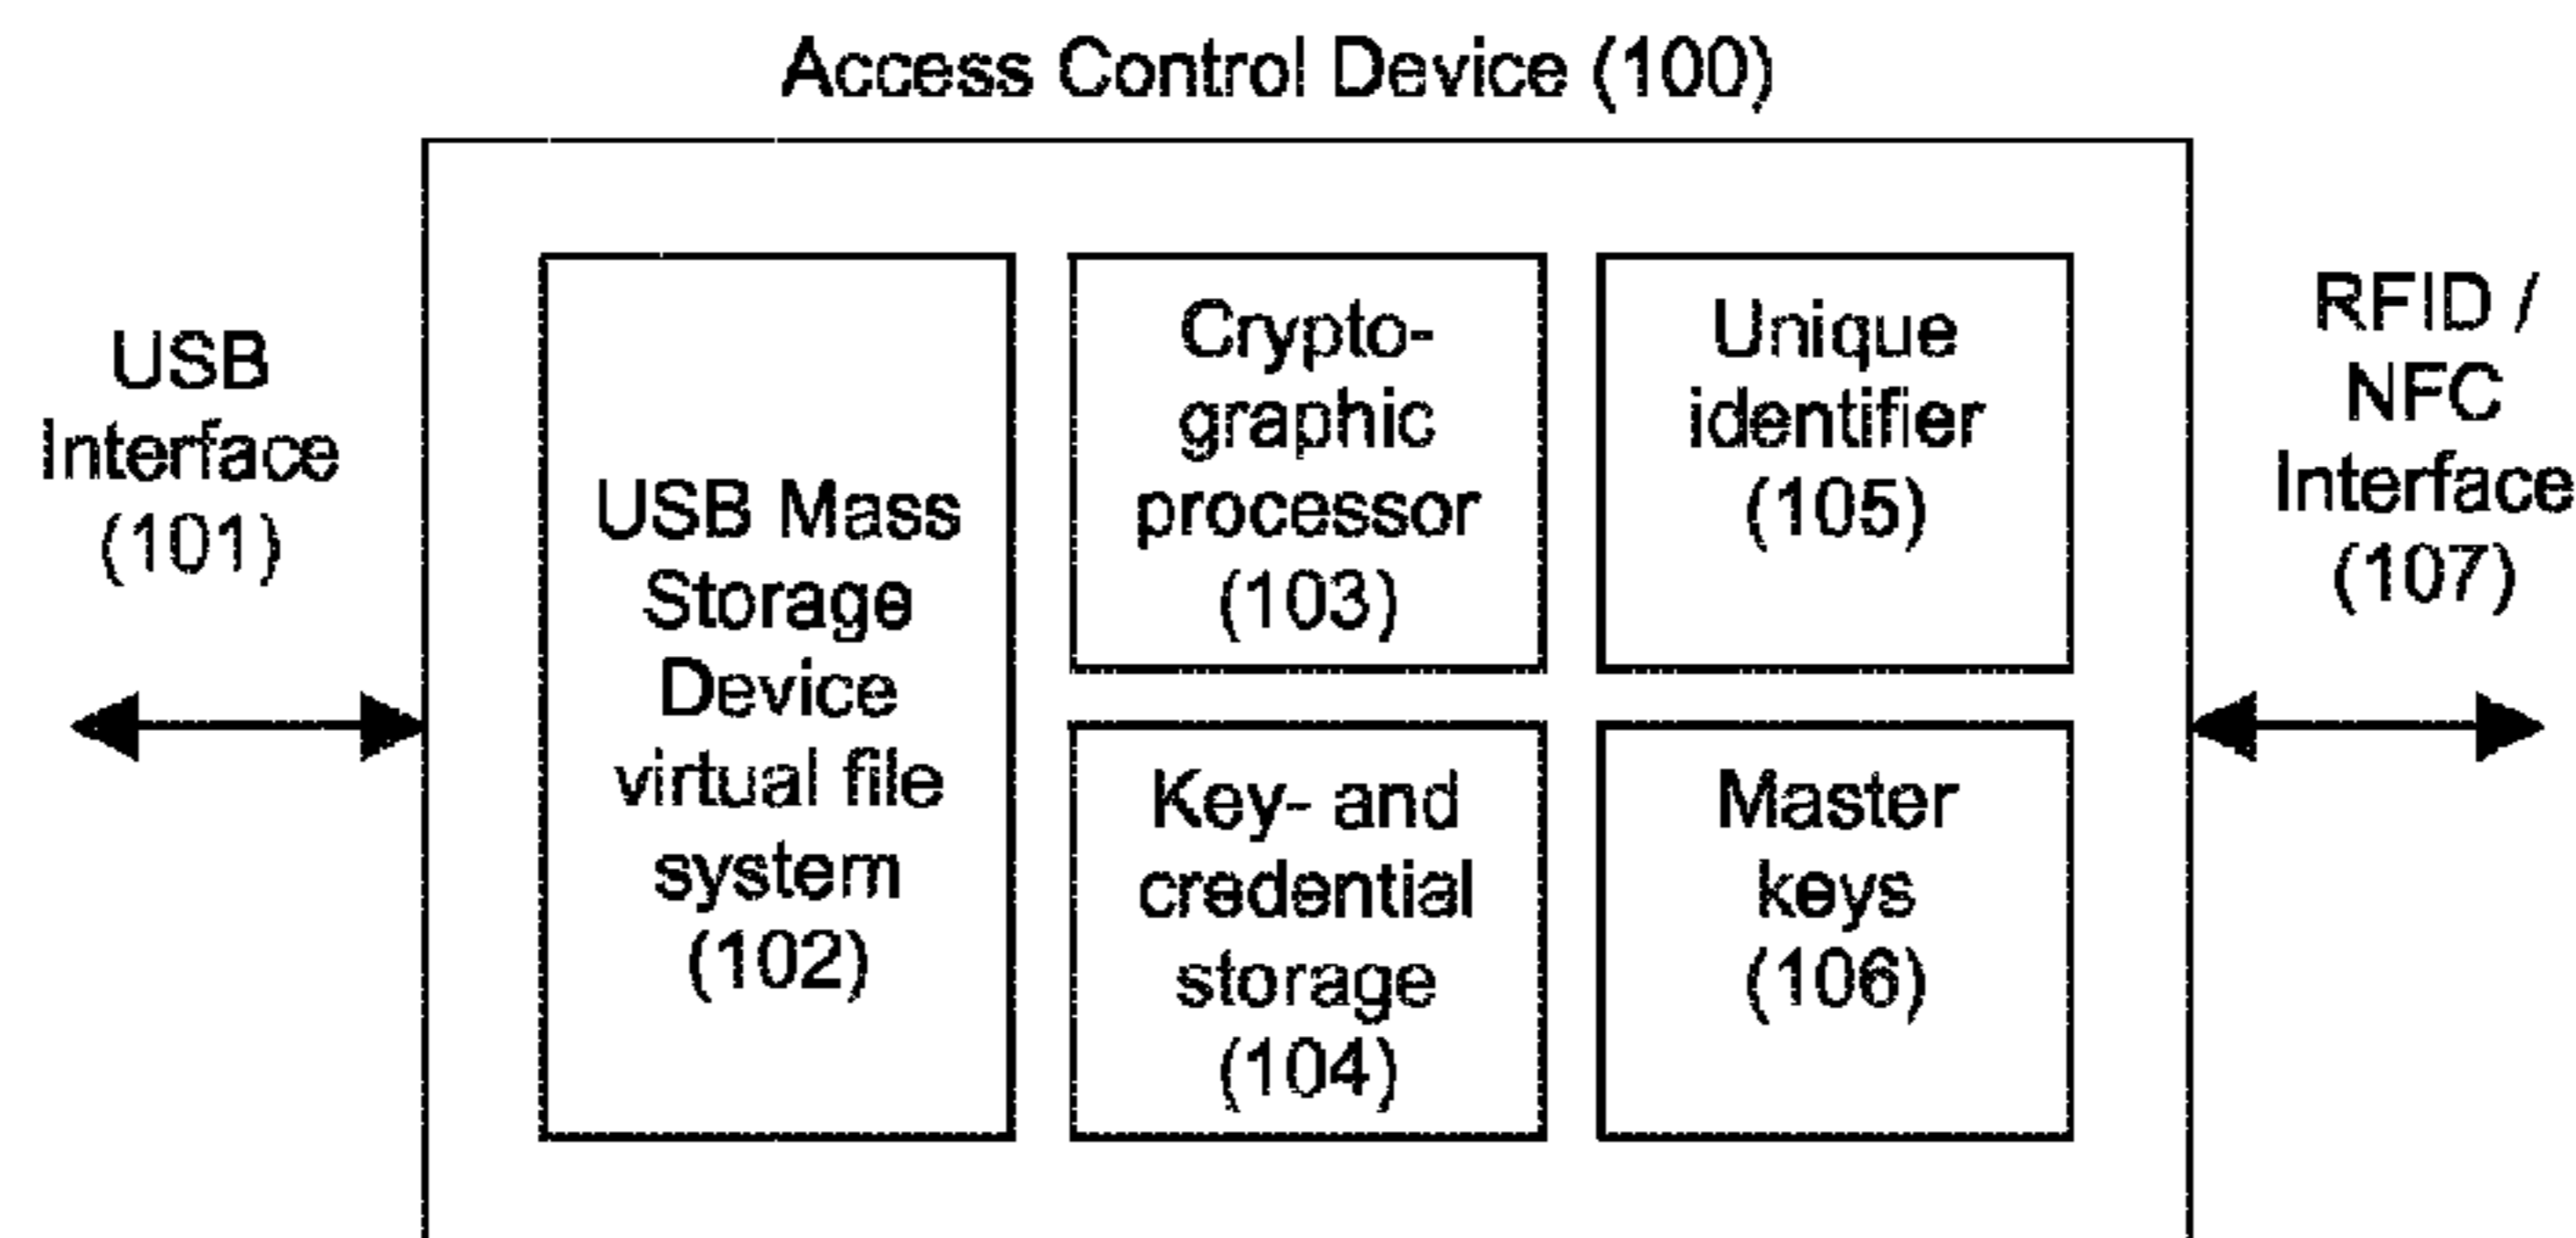 Access Control Device (100)
USB
Interface
(101)
USB Mass
Storage
Device
virtual file
system
(102)
Crypto-
graphic
processor
(103)
Unique
identifier
(105)
Key- and
credential
storage
(104)
Master
keys
(106)
RFID /
NFC
Interface
(107)